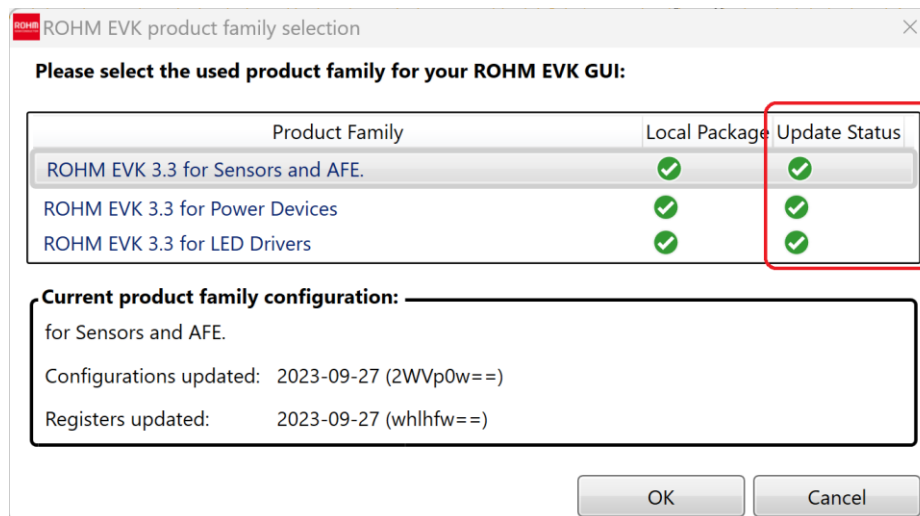 ROHM
ROHM EVK product family selection
Please select the used product family for your ROHM EVK GUI:
Product Family Local Package Update Status
ROHM EVK 3.3 for Sensors and AFE.
ROHM EVK 3.3 for Power Devices
ROHM EVK 3.3 for LED Drivers
Current product family configuration:
for Sensors and AFE.
Configurations updated: 2023-09-27 (2WVp0w==)
Registers updated: 2023-09-27 (whlhfw==)
OK Cancel